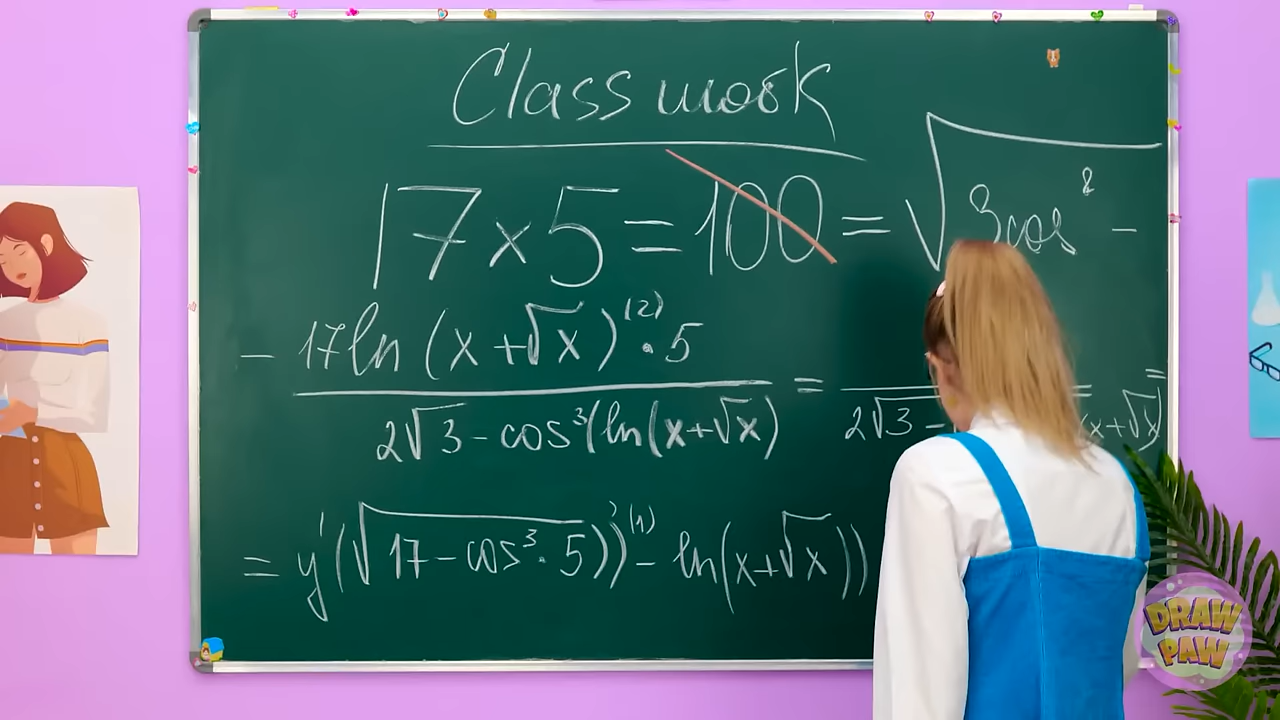 Class work
17 × 5 = 100 = √3cos⁸ -
- 17ln (x + √x)⁽²⁾ · 5
2√3 - cos³(ln(x+√x) = 2√3 - (x+√x) =
= y'(√17 - cos³ · 5))'⁽¹⁾ - ln(x+√x))
DRAW
PAW